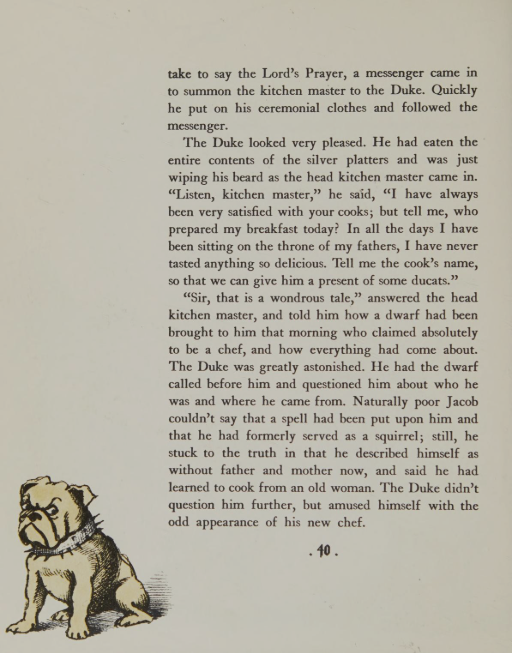 take to say the Lord's Prayer, a messenger came in
to summon the kitchen master to the Duke. Quickly
he put on his ceremonial clothes and followed the
messenger.
The Duke looked very pleased. He had eaten the
entire contents of the silver platters and was just
wiping his beard as the head kitchen master came in.
“Listen, kitchen master,” he said, “I have always
been very satisfied with your cooks; but tell me, who
prepared my breakfast today? In all the days I have
been sitting on the throne of my fathers, I have never
tasted anything so delicious. Tell me the cook's name,
so that we can give him a present of some ducats.”
“Sir, that is a wondrous tale,” answered the head
kitchen master, and told him how a dwarf had been
brought to him that morning who claimed absolutely
to be a chef, and how everything had come about.
The Duke was greatly astonished. He had the dwarf
called before him and questioned him about who he
was and where he came from. Naturally poor Jacob
couldn't say that a spell had been put upon him and
that he had formerly served as a squirrel; still, he
stuck to the truth in that he described himself as
without father and mother now, and said he had
learned to cook from an old woman. The Duke didn't
question him further, but amused himself with the
odd appearance of his new chef.
. 40 .